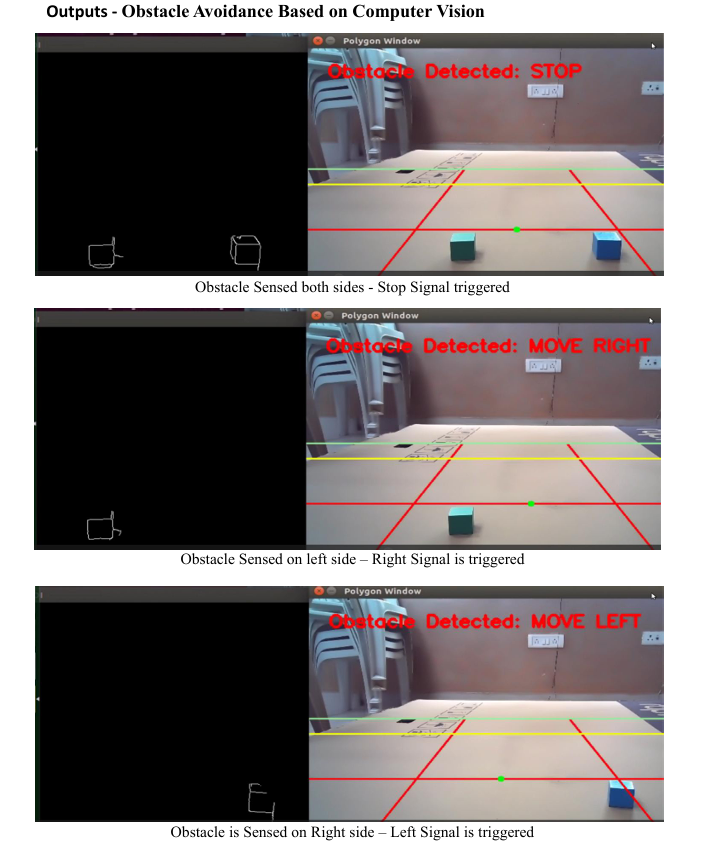 Outputs - Obstacle Avoidance Based on Computer Vision
Polygon Window
Obstacle Detected: STOP
Obstacle Sensed both sides - Stop Signal triggered
Polygon Window
Obstacle Detected: MOVE RIGHT
Obstacle Sensed on left side – Right Signal is triggered
Polygon Window
Obstacle Detected: MOVE LEFT
Obstacle is Sensed on Right side – Left Signal is triggered